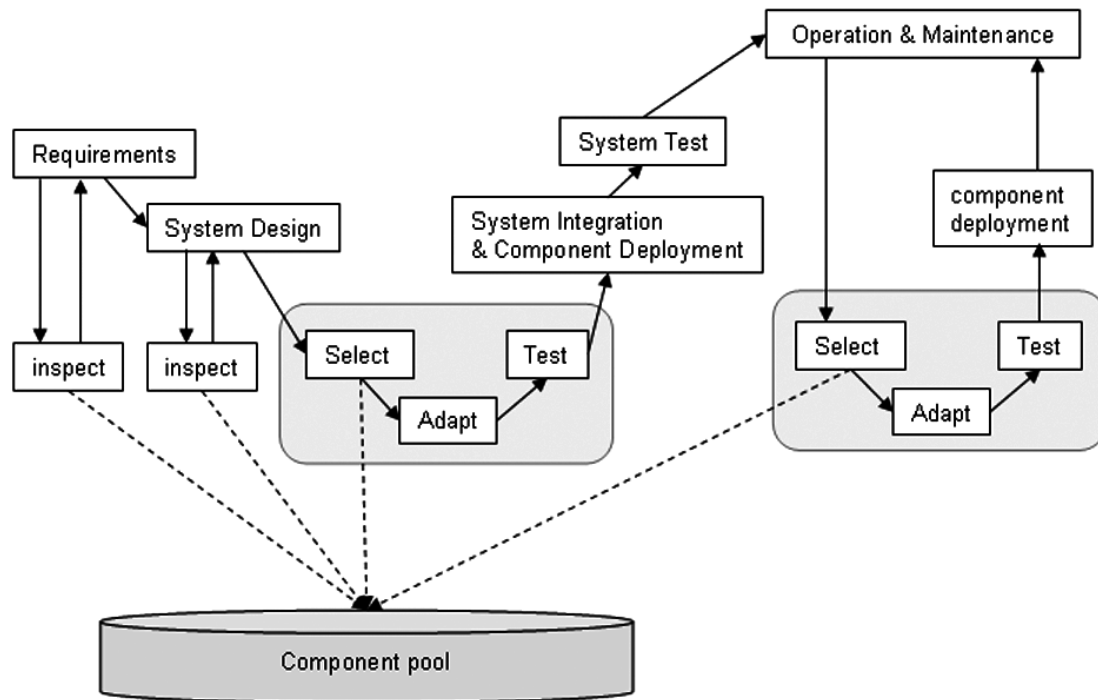 Operation & Maintenance
System Test
Requirements
component
deployment
System Integration
& Component Deployment
System Design
Select
Test
Select
Test
inspect
inspect
Adapt
Adapt
Component pool